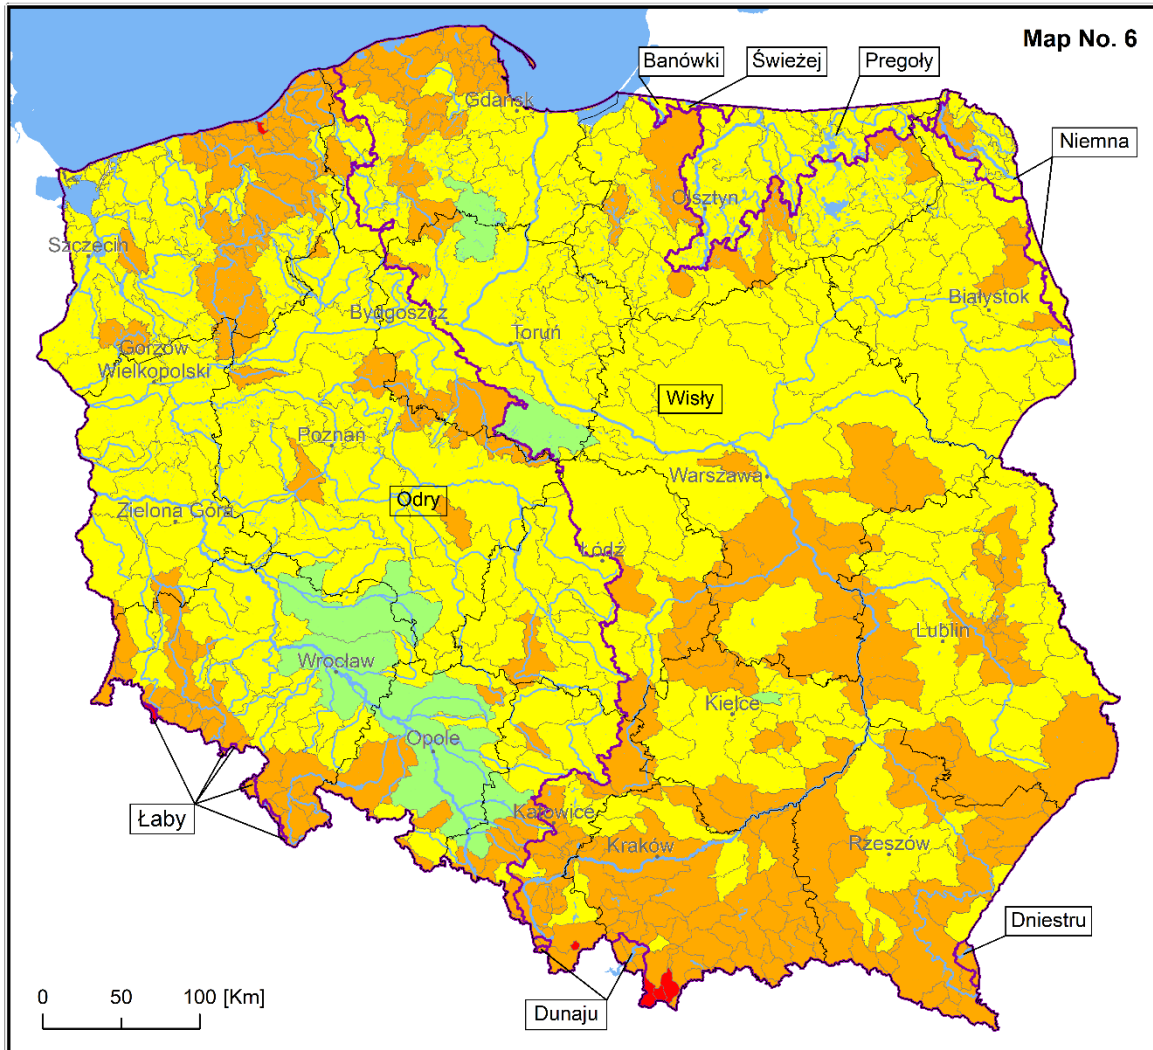 Map No. 6
Banówki
Świeżej
Pregoły
Gdańsk
Niemna
Olsztyn
Szczecin
Białystok
Bydgoszcz
Toruń
Gorzów
Wielkopolski
Wisły
Poznań
Warszawa
Odry
Zielona Góra
Łódź
Lublin
Wrocław
Kielce
Opole
Łaby
Katowice
Kraków
Rzeszów
Dniestru
0 50 100 [Km]
Dunaju